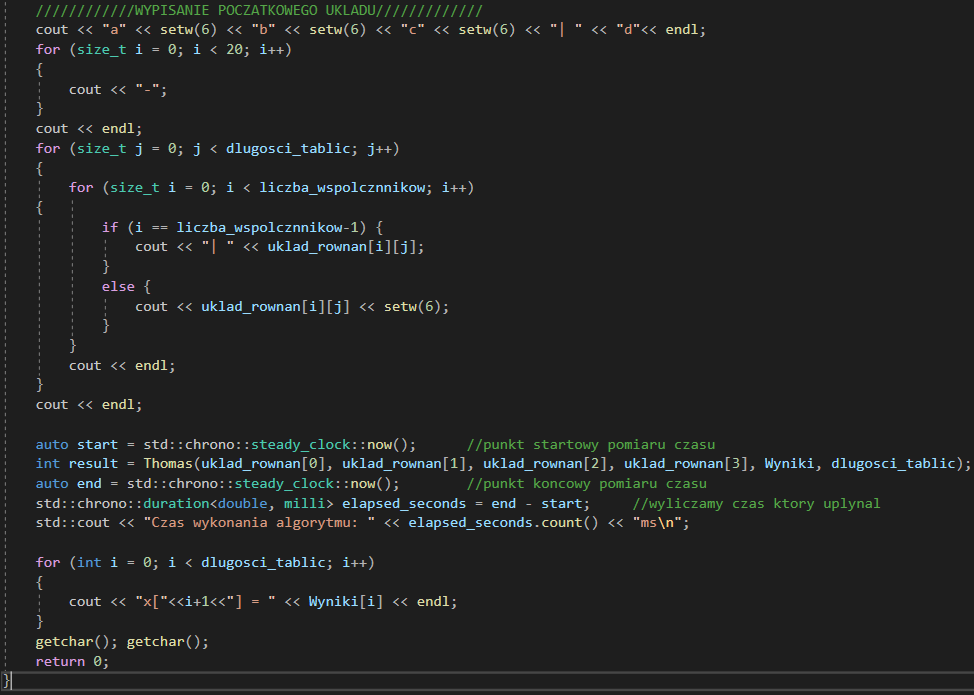 ////////////WYPISANIE POCZATKOWEGO UKLADU/////////////
cout << "a" << setw(6) << "b" << setw(6) << "c" << setw(6) << "| " << "d"<< endl;
for (size_t i = 0; i < 20; i++)
{
cout << "-";
}
cout << endl;
for (size_t j = 0; j < dlugosci_tablic; j++)
{
for (size_t i = 0; i < liczba_wspolcznnikow; i++)
{
if (i == liczba_wspolcznnikow-1) {
cout << "| " << uklad_rownan[i][j];
}
else {
cout << uklad_rownan[i][j] << setw(6);
}
}
cout << endl;
}
cout << endl;
auto start = std::chrono::steady_clock::now(); //punkt startowy pomiaru czasu
int result = Thomas(uklad_rownan[0], uklad_rownan[1], uklad_rownan[2], uklad_rownan[3], Wyniki, dlugosci_tablic);
auto end = std::chrono::steady_clock::now(); //punkt koncowy pomiaru czasu
std::chrono::duration<double, milli> elapsed_seconds = end - start; //wyliczamy czas ktory uplynal
std::cout << "Czas wykonania algorytmu: " << elapsed_seconds.count() << "ms\n";
for (int i = 0; i < dlugosci_tablic; i++)
{
cout << "x["<<i+1<<"] = " << Wyniki[i] << endl;
}
getchar(); getchar();
return 0;
}